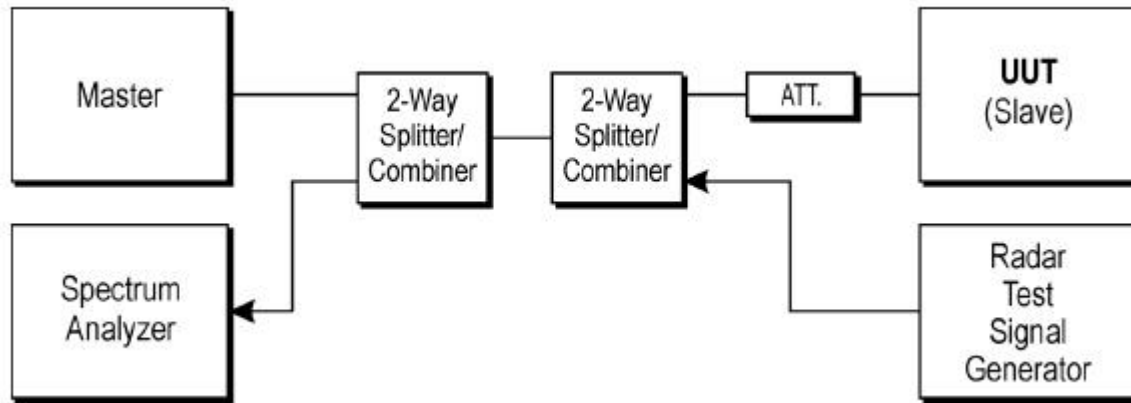 Master
2-Way
Splitter/
Combiner
2-Way
Splitter/
Combiner
ATT.
UUT
(Slave)
Spectrum
Analyzer
Radar
Test
Signal
Generator